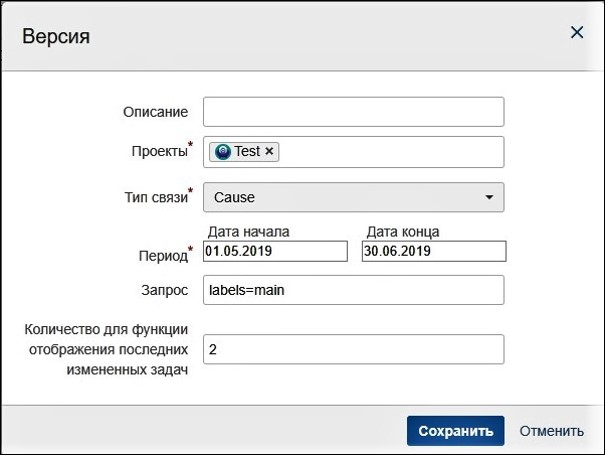 Версия
Описание
Проекты*
Test
Тип связи*
Cause
Дата начала Дата конца
Период* 01.05.2019 30.06.2019
Запрос labels=main
Количество для функции
отображения последних
измененных задач
2
Сохранить Отменить